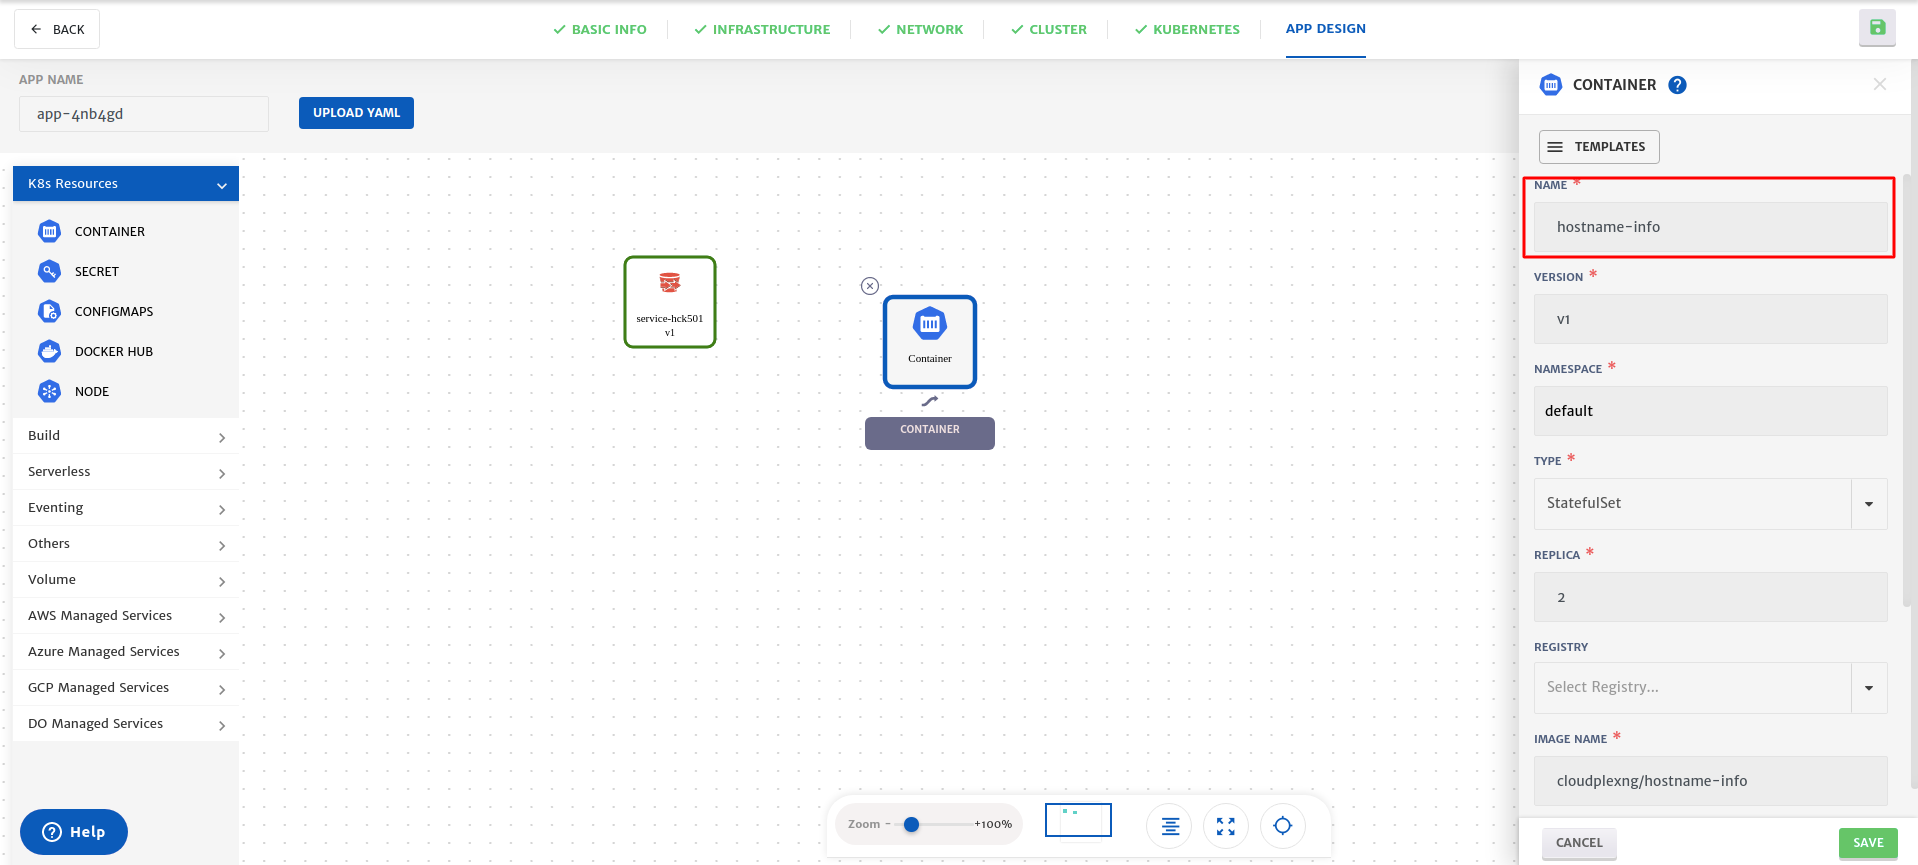 BACK
BASIC INFO
INFRASTRUCTURE
NETWORK
CLUSTER
KUBERNETES
APP DESIGN
APP NAME
app-4nb4gd
UPLOAD YAML
K8s Resources
CONTAINER
SECRET
CONFIGMAPS
DOCKER HUB
NODE
Build
Serverless
Eventing
Others
Volume
AWS Managed Services
Azure Managed Services
GCP Managed Services
DO Managed Services
? Help
service-hck501
v1
Container
CONTAINER
Zoom - +100%
CONTAINER ?
TEMPLATES
NAME *
hostname-info
VERSION *
v1
NAMESPACE *
default
TYPE *
StatefulSet
REPLICA *
2
REGISTRY
Select Registry...
IMAGE NAME *
cloudplexng/hostname-info
CANCEL
SAVE